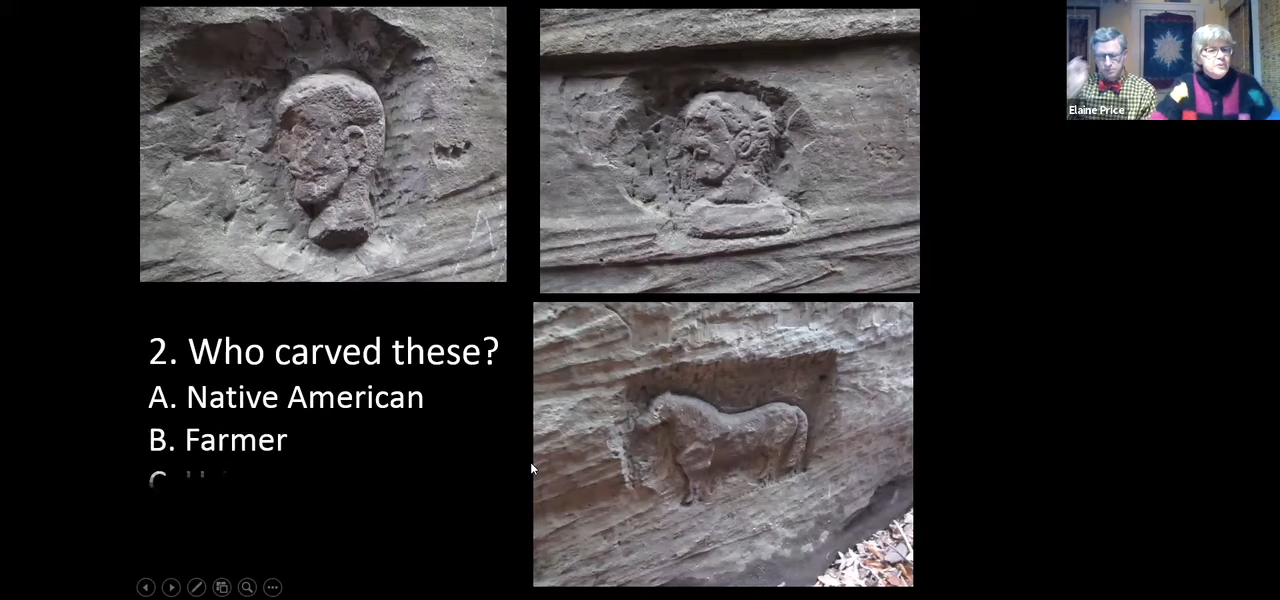 Elaine Price
2. Who carved these?
A. Native American
B. Farmer
C.